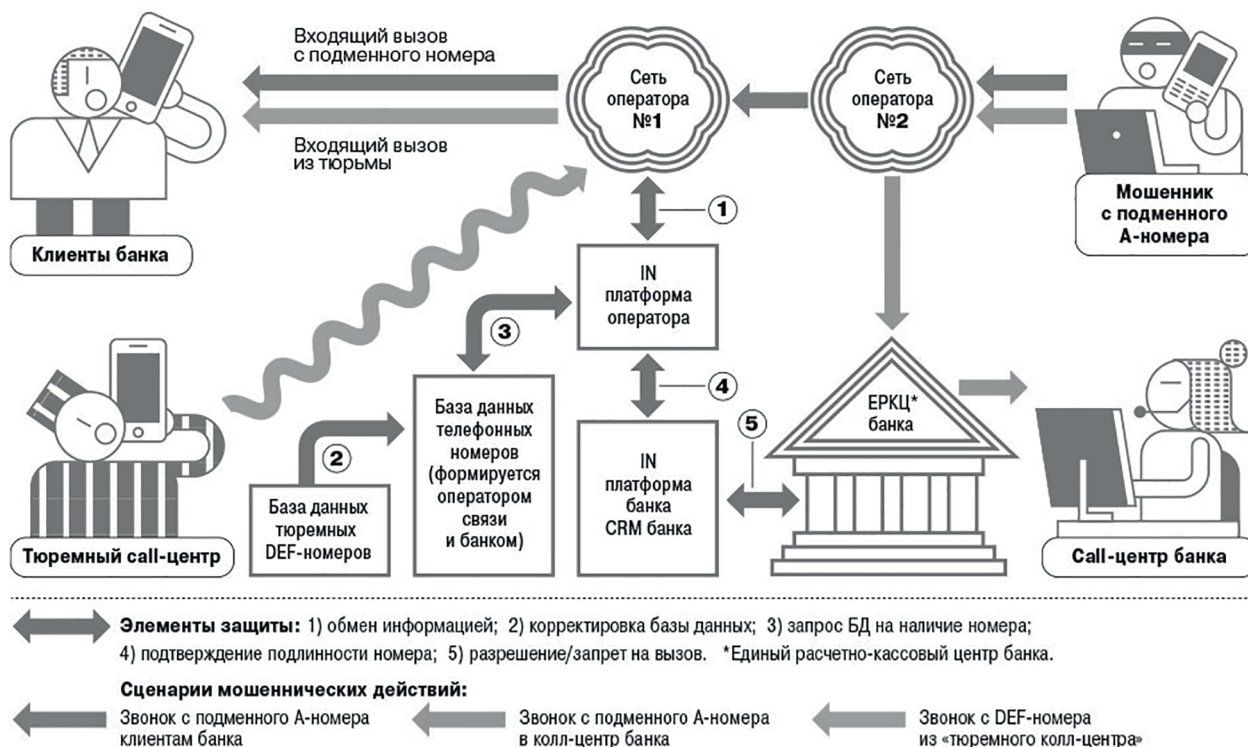 Входящий вызов
с подменного номера
Входящий вызов
из тюрьмы
Сеть
оператора
№1
Сеть
оператора
№2
Клиенты банка
Мошенник
с подменного
А-номера
1
IN
платформа
оператора
3
4
База данных
телефонных
номеров
(формируется
оператором
связи
и банком)
2
База данных
тюремных
DEF-номеров
IN
платформа
банка
CRM банка
5
ЕРКЦ*
банка
Тюремный call-центр
Call-центр банка
Элементы защиты: 1) обмен информацией; 2) корректировка базы данных; 3) запрос БД на наличие номера;
4) подтверждение подлинности номера; 5) разрешение/запрет на вызов. *Единый расчетно-кассовый центр банка.
Сценарии мошеннических действий:
Звонок с подменного А-номера
клиентам банка
Звонок с подменного А-номера
в колл-центр банка
Звонок с DEF-номера
из «тюремного колл-центра»